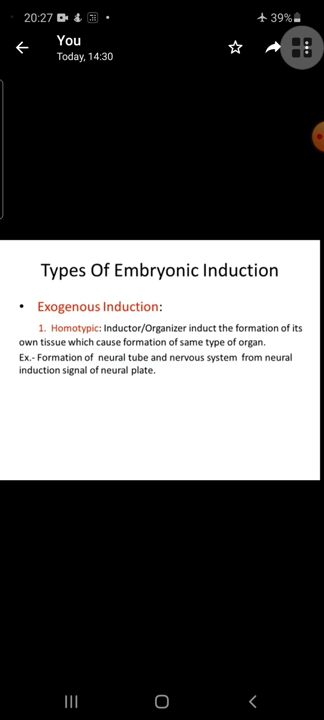 20:27 39%
You
Today, 14:30
Types Of Embryonic Induction
• Exogenous Induction:
1. Homotypic: Inductor/Organizer induct the formation of its
own tissue which cause formation of same type of organ.
Ex.- Formation of neural tube and nervous system from neural
induction signal of neural plate.